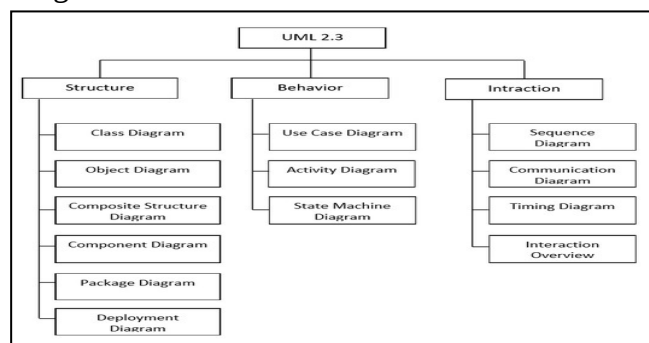 UML 2.3
Structure
Behavior
Intraction
Class Diagram
Object Diagram
Composite Structure
Diagram
Component Diagram
Package Diagram
Deployment
Diagram
Use Case Diagram
Activity Diagram
State Machine
Diagram
Sequence
Diagram
Communication
Diagram
Timing Diagram
Interaction
Overview